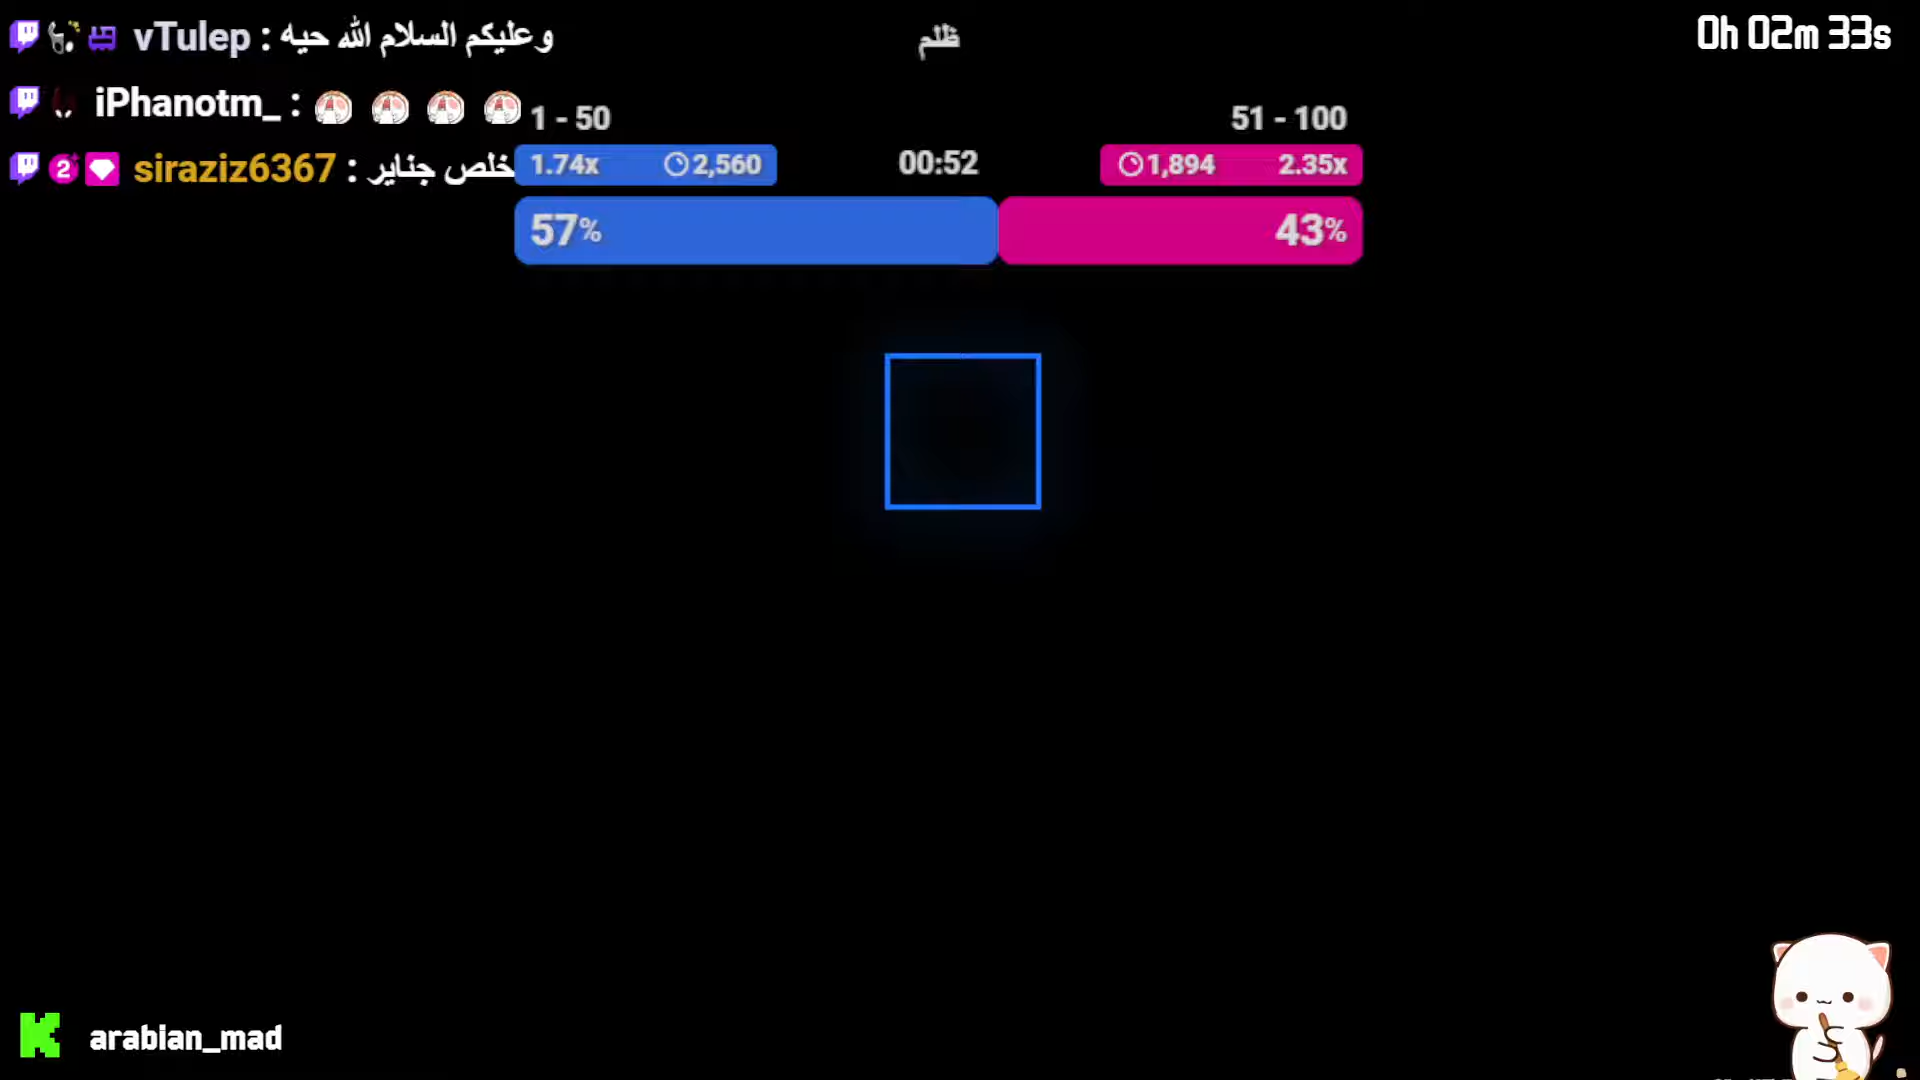 vTulep : وعليكم السلام الله حيه
ظلم
0h 02m 33s
iPhanotm_ :
1 - 50
51 - 100
siraziz6367 : خلص جناير
1.74x 2,560
00:52
1,894 2.35x
57%
43%
arabian_mad